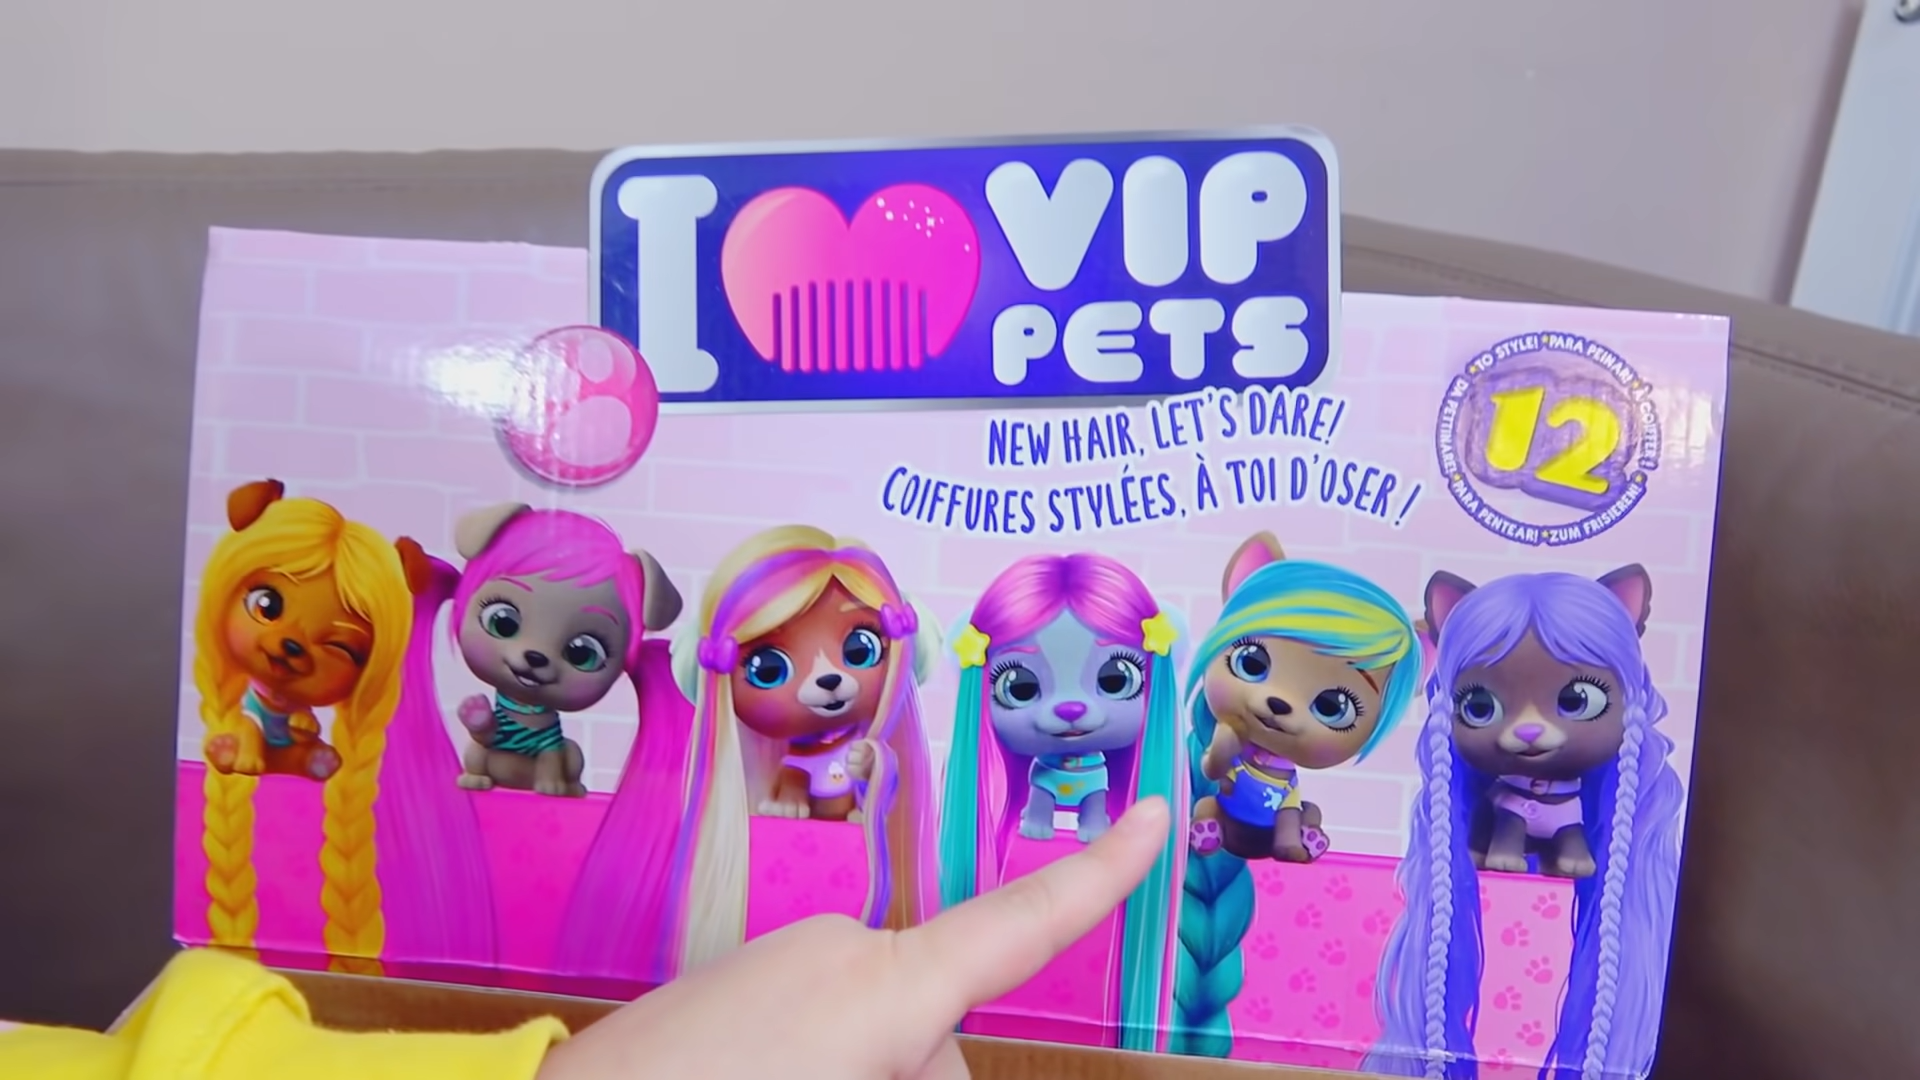 I VIP
PETS
NEW HAIR, LET'S DARE!
COIFFURES STYLÉES, À TOI D'OSER!
12
TO STYLE! * PARA PEINAR! * À COIFFER! * ZUM FRISIEREN! * PARA PENTEAR! * DA PETTINARE!